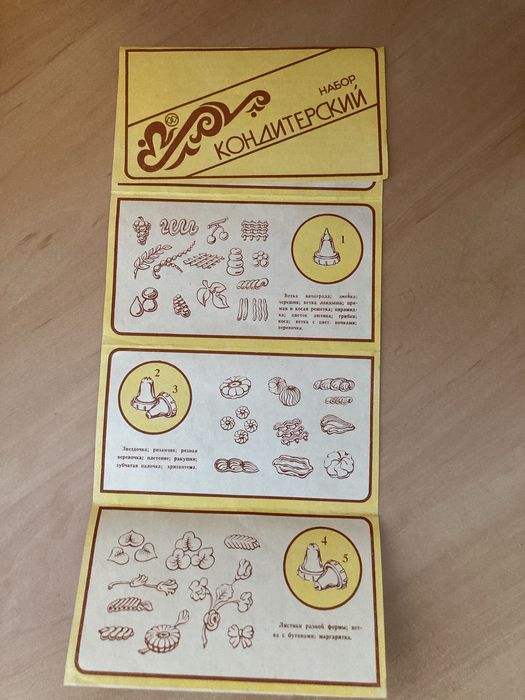 НАБОР
КОНДИТЕРСКИЙ
1
Ветка винограда; змейка;
черешня; ветка ландыша; пря-
мая и косая решетка; пирамид-
ка; цветок лютика; грибки;
коса; ветка с цвет. почками;
веревочка.
2
3
Звездочка; резанцы; резная
веревочка; плетение; ракушки;
зубчатая палочка; хризантема.
4
5
Листики разной формы; вет-
ка с бутонами; маргаритка.